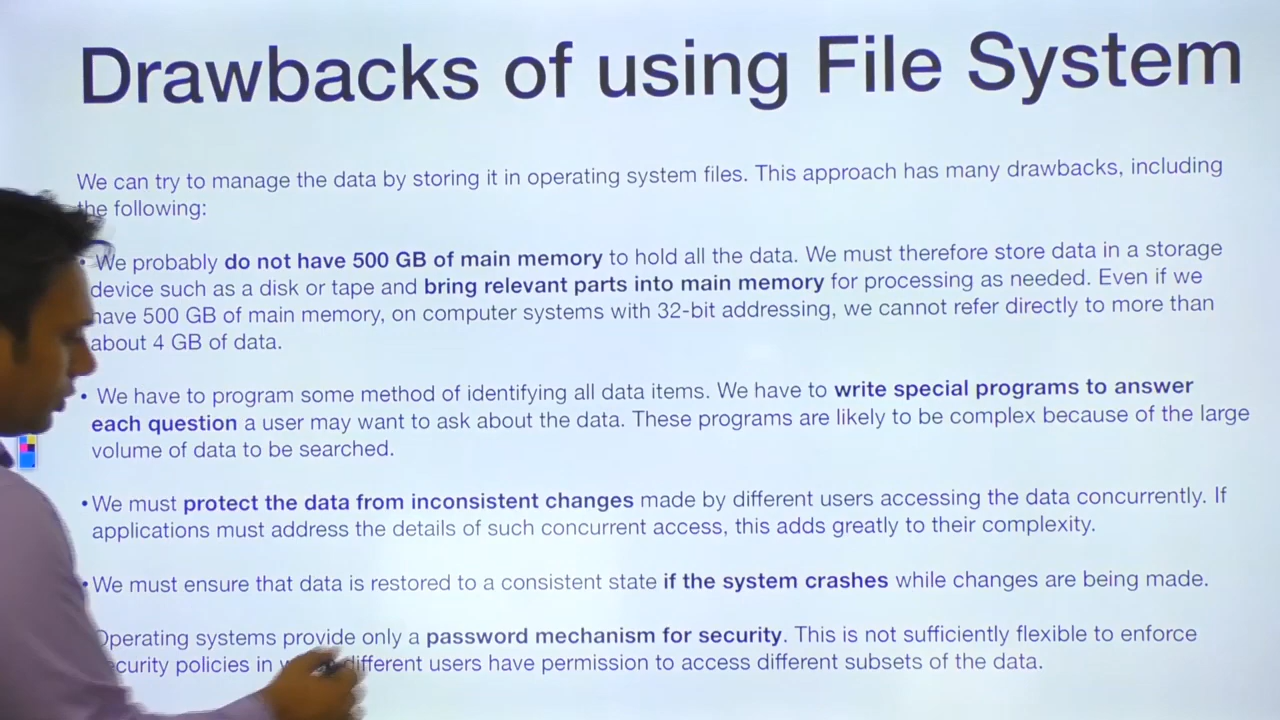 Drawbacks of using File System
We can try to manage the data by storing it in operating system files. This approach has many drawbacks, including
the following:
• We probably do not have 500 GB of main memory to hold all the data. We must therefore store data in a storage
device such as a disk or tape and bring relevant parts into main memory for processing as needed. Even if we
have 500 GB of main memory, on computer systems with 32-bit addressing, we cannot refer directly to more than
about 4 GB of data.
• We have to program some method of identifying all data items. We have to write special programs to answer
each question a user may want to ask about the data. These programs are likely to be complex because of the large
volume of data to be searched.
• We must protect the data from inconsistent changes made by different users accessing the data concurrently. If
applications must address the details of such concurrent access, this adds greatly to their complexity.
• We must ensure that data is restored to a consistent state if the system crashes while changes are being made.
Operating systems provide only a password mechanism for security. This is not sufficiently flexible to enforce
security policies in different users have permission to access different subsets of the data.